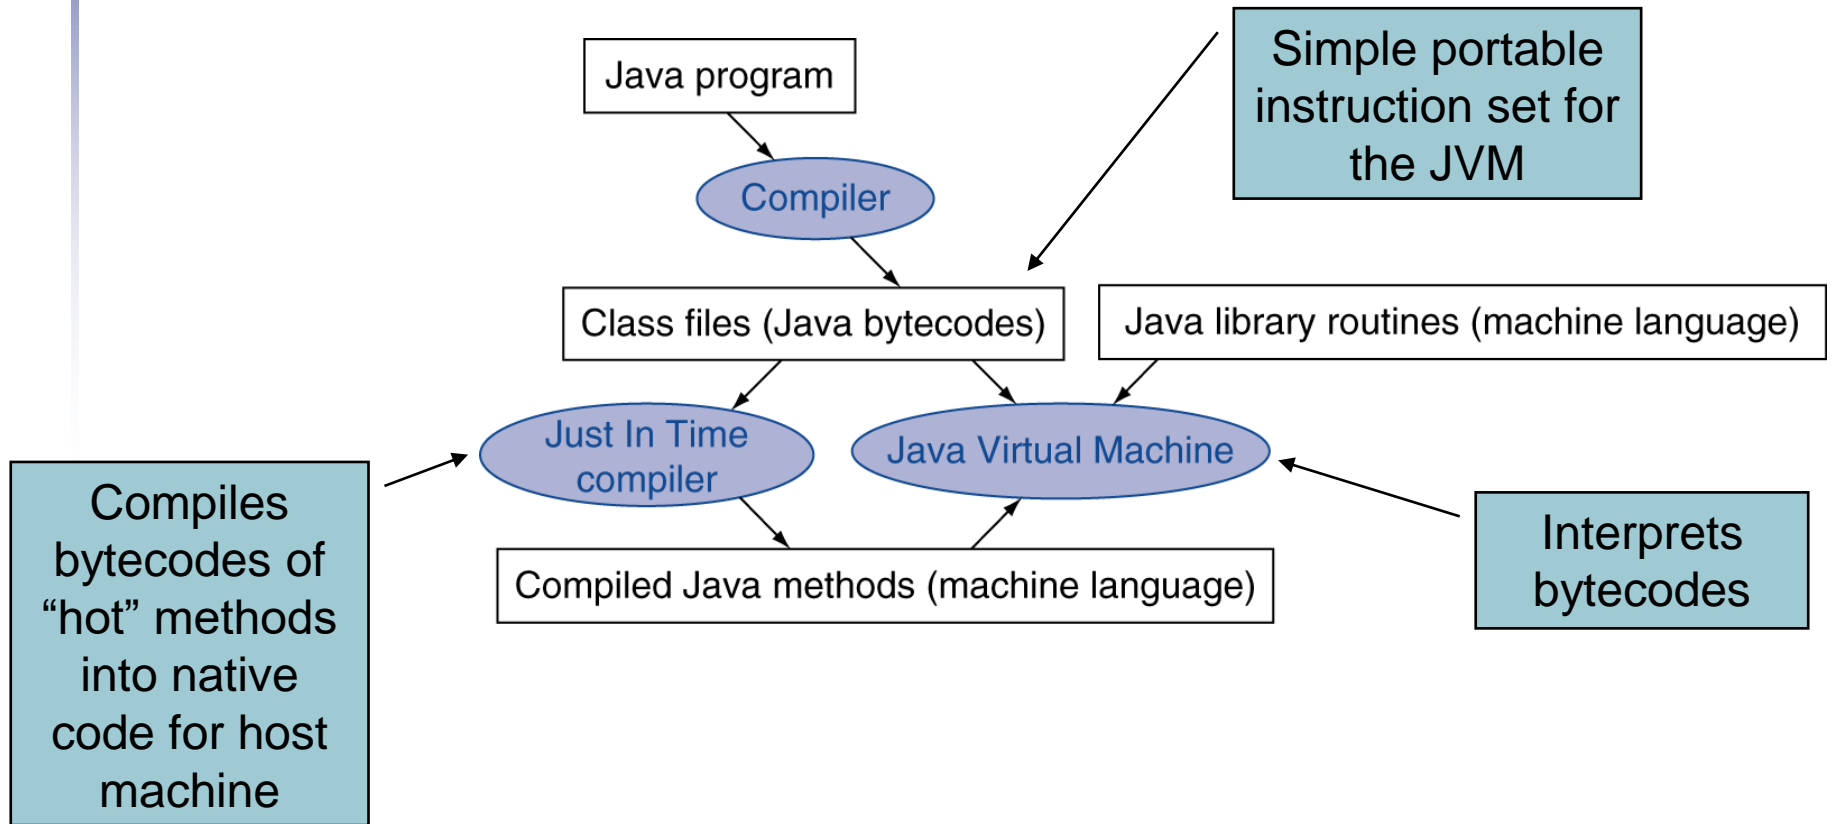 Java program
Simple portable
instruction set for
the JVM
Compiler
Class files (Java bytecodes)
Java library routines (machine language)
Just In Time
compiler
Java Virtual Machine
Compiles
bytecodes of
“hot” methods
into native
code for host
machine
Compiled Java methods (machine language)
Interprets
bytecodes